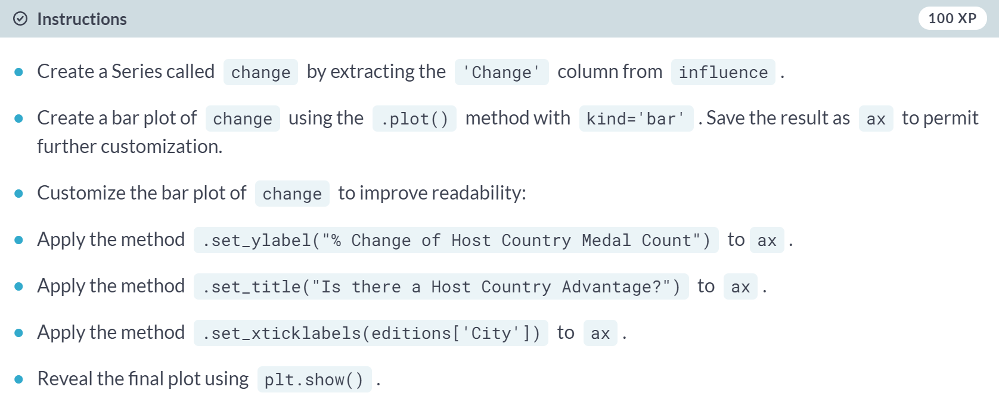 Instructions
100 XP
Create a Series called change by extracting the 'Change' column from influence .
Create a bar plot of change using the .plot() method with kind='bar' . Save the result as ax to permit
further customization.
Customize the bar plot of change to improve readability:
Apply the method .set_ylabel("% Change of Host Country Medal Count") to ax .
Apply the method .set_title("Is there a Host Country Advantage?") to ax .
Apply the method .set_xticklabels(editions['City']) to ax .
Reveal the final plot using plt.show() .